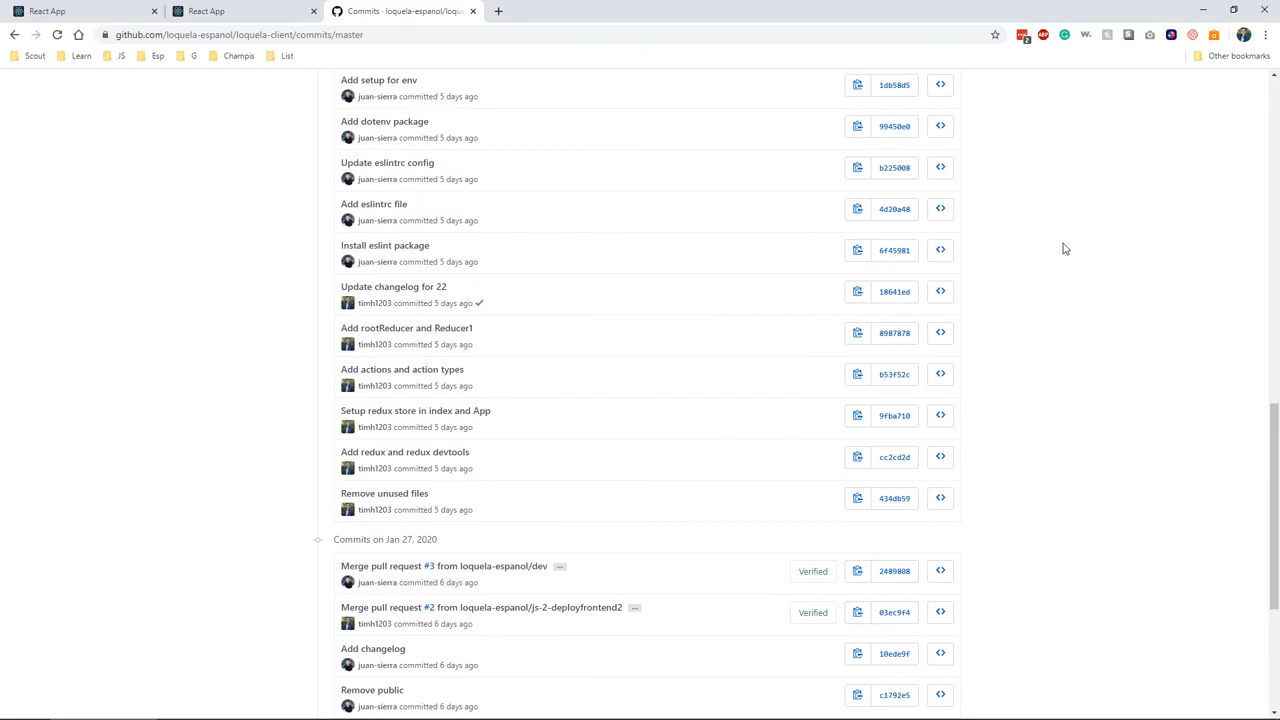 React App
React App
Commits · loquela-espanol/loqu
github.com/loquela-espanol/loquela-client/commits/master
2
ABP
Scout
Learn
JS
Esp
G
Champis
List
Other bookmarks
Add setup for env
juan-sierra committed 5 days ago
1db58d5
Add dotenv package
juan-sierra committed 5 days ago
99450e0
Update eslintrc config
juan-sierra committed 5 days ago
b225008
Add eslintrc file
juan-sierra committed 5 days ago
4d20a48
Install eslint package
juan-sierra committed 5 days ago
6f45981
Update changelog for 22
timh1203 committed 5 days ago
18641ed
Add rootReducer and Reducer1
timh1203 committed 5 days ago
8987878
Add actions and action types
timh1203 committed 5 days ago
b53f52c
Setup redux store in index and App
timh1203 committed 5 days ago
9fba710
Add redux and redux devtools
timh1203 committed 5 days ago
cc2cd2d
Remove unused files
timh1203 committed 5 days ago
434db59
Commits on Jan 27, 2020
Merge pull request #3 from loquela-espanol/dev
juan-sierra committed 6 days ago
Verified
2489808
Merge pull request #2 from loquela-espanol/js-2-deployfrontend2
timh1203 committed 6 days ago
Verified
03ec9f4
Add changelog
juan-sierra committed 6 days ago
10ede9f
Remove public
juan-sierra committed 6 days ago
c1792e5